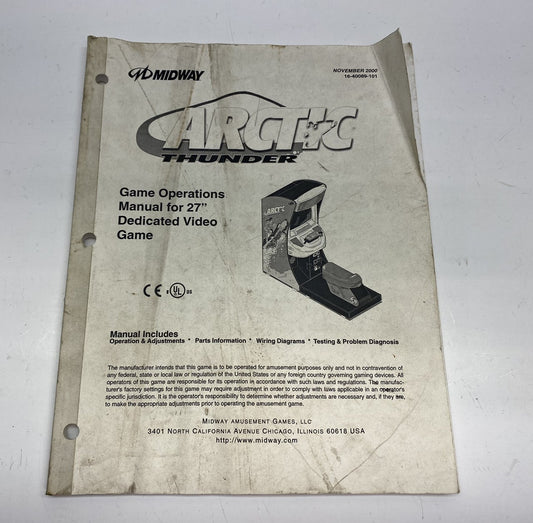 MIDWAY
NOVEMBER 2000
16-40089-101
ARCTIC
THUNDER
Game Operations
Manual for 27"
Dedicated Video
Game
ARCTIC
CE c UL US
Manual Includes
Operation & Adjustments * Parts Information * Wiring Diagrams * Testing & Problem Diagnosis
The manufacturer intends that this game is to be operated for amusement purposes only and not in contravention of
any federal, state or local law or regulation of the United States or any foreign country governing gaming devices. All
operators of this game are responsible for its operation in accordance with such laws and regulations. The manufac-
turer's factory settings for this game may require adjustment in order to comply with laws applicable in an operator's
specific jurisdiction. It is the operator's responsibility to determine whether adjustments are necessary and, if they are,
to make the appropriate adjustments prior to operating the amusement game.
MIDWAY AMUSEMENT GAMES, LLC
3401 NORTH CALIFORNIA AVENUE CHICAGO, ILLINOIS 60618 USA
http://www.midway.com